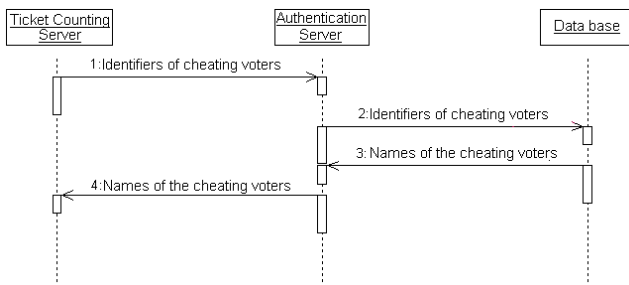 Ticket Counting
Server
Authentication
Server
Data base
1:Identifiers of cheating voters
2:Identifiers of cheating voters
3:Names of the cheating voters
4:Names of the cheating voters